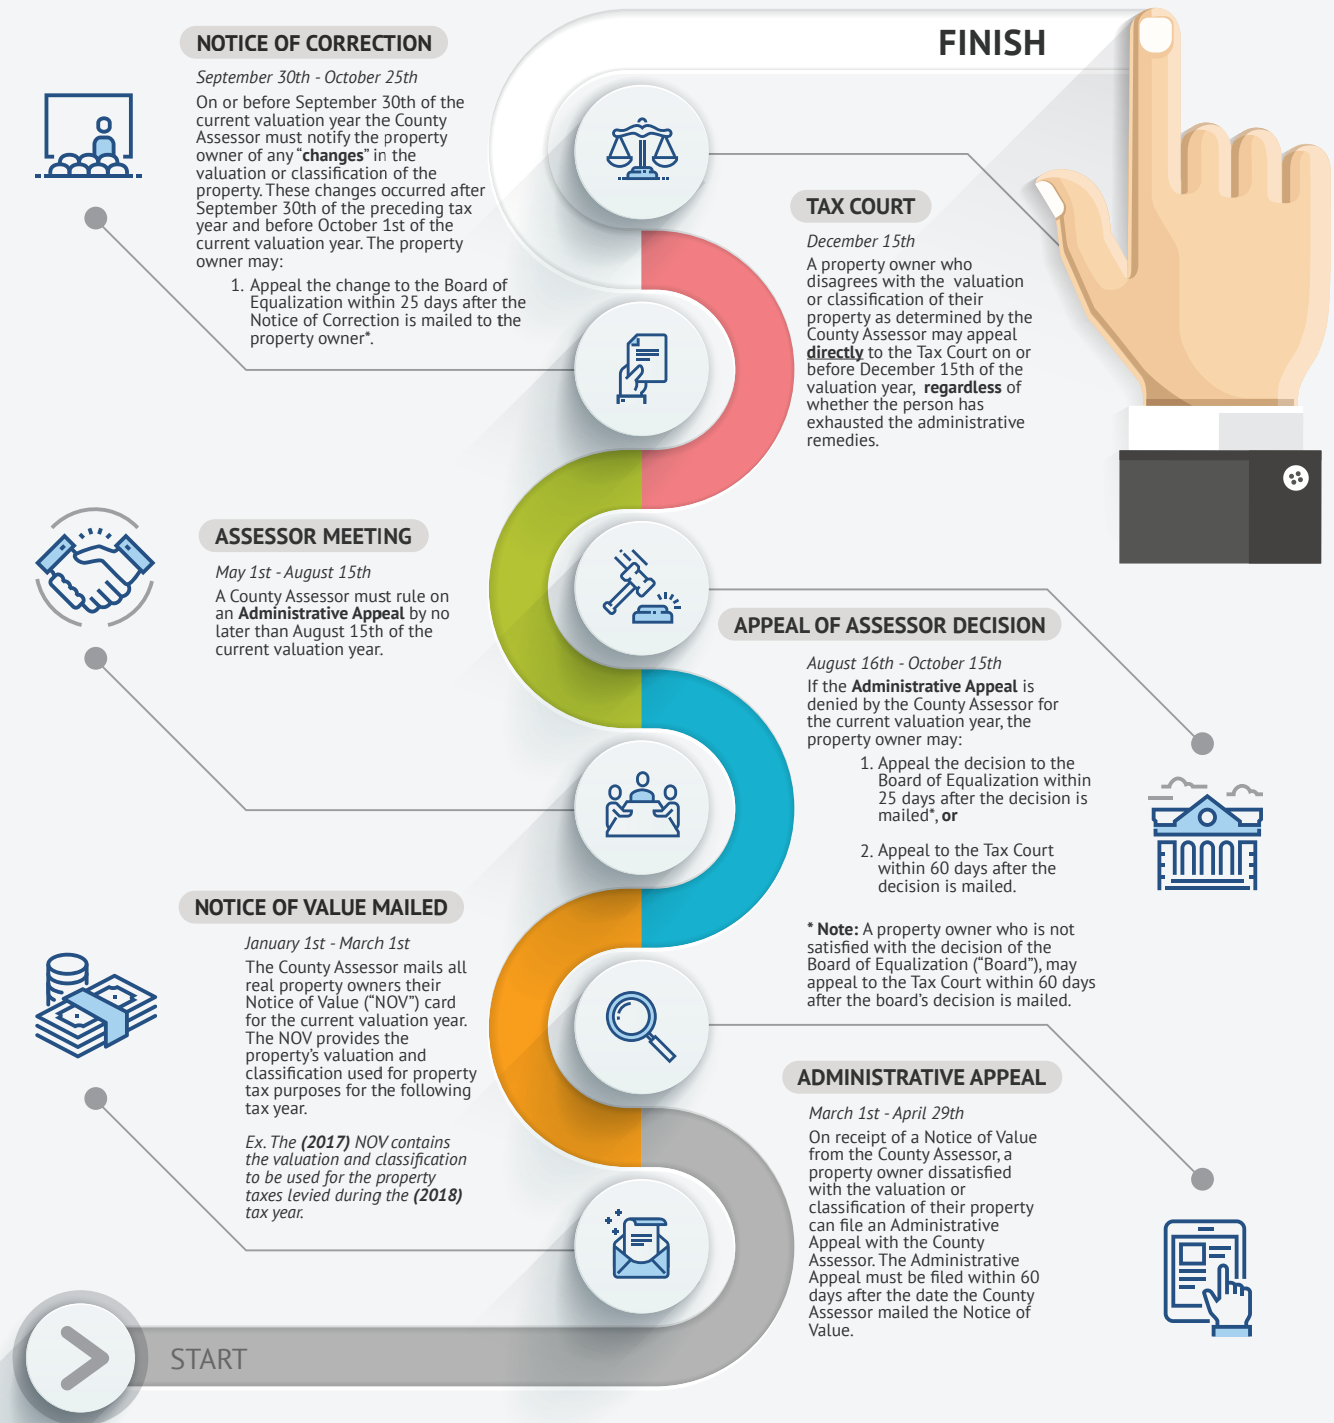 FINISH
NOTICE OF CORRECTION
September 30th - October 25th
On or before September 30th of the
current valuation year the County
Assessor must notify the property
owner of any “changes” in the
valuation or classification of the
property. These changes occurred after
September 30th of the preceding tax
year and before October 1st of the
current valuation year. The property
owner may:
1. Appeal the change to the Board of
Equalization within 25 days after the
Notice of Correction is mailed to the
property owner*.
TAX COURT
December 15th
A property owner who
disagrees with the valuation
or classification of their
property as determined by the
County Assessor may appeal
directly to the Tax Court on or
before December 15th of the
valuation year, regardless of
whether the person has
exhausted the administrative
remedies.
ASSESSOR MEETING
May 1st - August 15th
A County Assessor must rule on
an Administrative Appeal by no
later than August 15th of the
current valuation year.
APPEAL OF ASSESSOR DECISION
August 16th - October 15th
If the Administrative Appeal is
denied by the County Assessor for
the current valuation year, the
property owner may:
1. Appeal the decision to the
Board of Equalization within
25 days after the decision is
mailed*, or
2. Appeal to the Tax Court
within 60 days after the
decision is mailed.
* Note: A property owner who is not
satisfied with the decision of the
Board of Equalization (“Board”), may
appeal to the Tax Court within 60 days
after the board’s decision is mailed.
NOTICE OF VALUE MAILED
January 1st - March 1st
The County Assessor mails all
real property owners their
Notice of Value (“NOV”) card
for the current valuation year.
The NOV provides the
property’s valuation and
classification used for property
tax purposes for the following
tax year.
Ex. The (2017) NOV contains
the valuation and classification
to be used for the property
taxes levied during the (2018)
tax year.
ADMINISTRATIVE APPEAL
March 1st - April 29th
On receipt of a Notice of Value
from the County Assessor, a
property owner dissatisfied
with the valuation or
classification of their property
can file an Administrative
Appeal with the County
Assessor. The Administrative
Appeal must be filed within 60
days after the date the County
Assessor mailed the Notice of
Value.
START